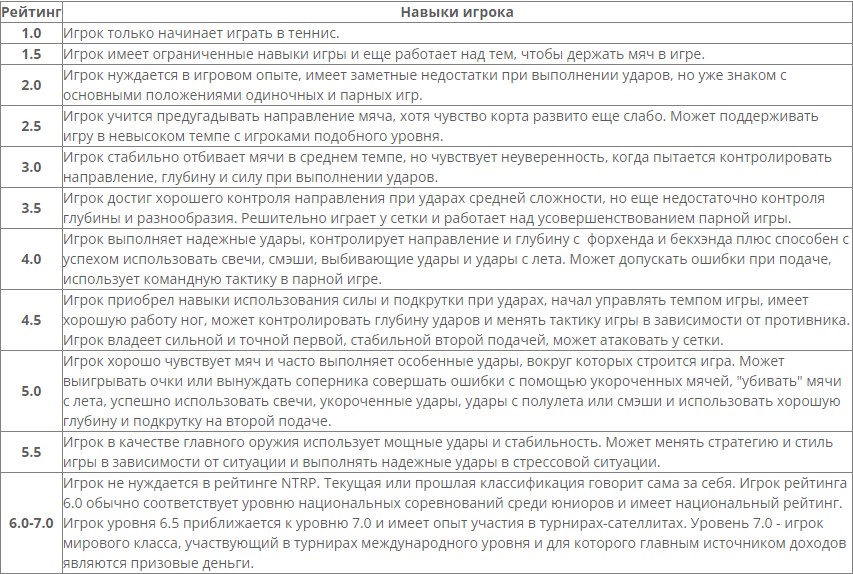 Рейтинг Навыки игрока
1.0 Игрок только начинает играть в теннис.
1.5 Игрок имеет ограниченные навыки игры и еще работает над тем, чтобы держать мяч в игре.
2.0 Игрок нуждается в игровом опыте, имеет заметные недостатки при выполнении ударов, но уже знаком с
основными положениями одиночных и парных игр.
2.5 Игрок учится предугадывать направление мяча, хотя чувство корта развито еще слабо. Может поддерживать
игру в невысоком темпе с игроками подобного уровня.
3.0 Игрок стабильно отбивает мячи в среднем темпе, но чувствует неуверенность, когда пытается контролировать
направление, глубину и силу при выполнении ударов.
3.5 Игрок достиг хорошего контроля направления при ударах средней сложности, но еще недостаточно контроля
глубины и разнообразия. Решительно играет у сетки и работает над усовершенствованием парной игры.
4.0 Игрок выполняет надежные удары, контролирует направление и глубину с  форхенда и бекхэнда плюс способен с
успехом использовать свечи, смэши, выбивающие удары и удары с лета. Может допускать ошибки при подаче,
использует командную тактику в парной игре.
4.5 Игрок приобрел навыки использования силы и подкрутки при ударах, начал управлять темпом игры, имеет
хорошую работу ног, может контролировать глубину ударов и менять тактику игры в зависимости от противника.
Игрок владеет сильной и точной первой, стабильной второй подачей, может атаковать у сетки.
5.0 Игрок хорошо чувствует мяч и часто выполняет особенные удары, вокруг которых строится игра. Может
выигрывать очки или вынуждать соперника совершать ошибки с помощью укороченных мячей, "убивать" мячи
с лета, успешно использовать свечи, укороченные удары, удары с полулета или смэши и использовать хорошую
глубину и подкрутку на второй подаче.
5.5 Игрок в качестве главного оружия использует мощные удары и стабильность. Может менять стратегию и стиль
игры в зависимости от ситуации и выполнять надежные удары в стрессовой ситуации.
6.0-7.0 Игрок не нуждается в рейтинге NTRP. Текущая или прошлая классификация говорит сама за себя. Игрок рейтинга
6.0 обычно соответствует уровню национальных соревнований среди юниоров и имеет национальный рейтинг.
Игрок уровня 6.5 приближается к уровню 7.0 и имеет опыт участия в турнирах-сателлитах. Уровень 7.0 - игрок
мирового класса, участвующий в турнирах международного уровня и для которого главным источником доходов
являются призовые деньги.